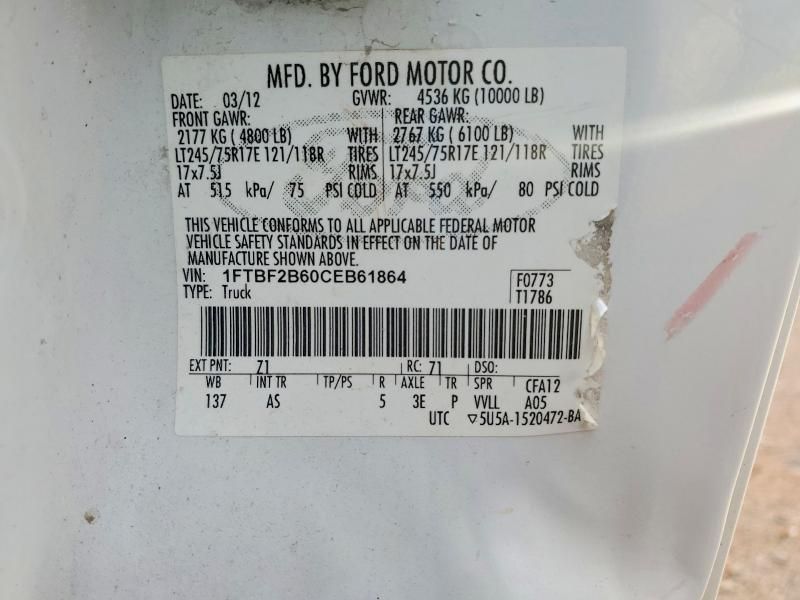 MFD. BY FORD MOTOR CO.
DATE: 03/12 GVWR: 4536 KG (10000 LB)
FRONT GAWR: REAR GAWR:
2177 KG ( 4800 LB) WITH 2767 KG ( 6100 LB) WITH
LT245/75R17E 121/118R TIRES LT245/75R17E 121/118R TIRES
17x7.5J RIMS 17x7.5J RIMS
AT 515 kPa/ 75 PSI COLD AT 550 kPa/ 80 PSI COLD
THIS VEHICLE CONFORMS TO ALL APPLICABLE FEDERAL MOTOR
VEHICLE SAFETY STANDARDS IN EFFECT ON THE DATE OF
MANUFACTURE SHOWN ABOVE.
VIN: 1FTBF2B60CEB61864 F0773
TYPE: Truck T1786
EXT PNT: Z1 RC: 71 DSO:
WB INT TR TP/PS R AXLE TR SPR CFA12
137 AS 5 3E P VVLL A05
UTC ▽5U5A-1520472-BA